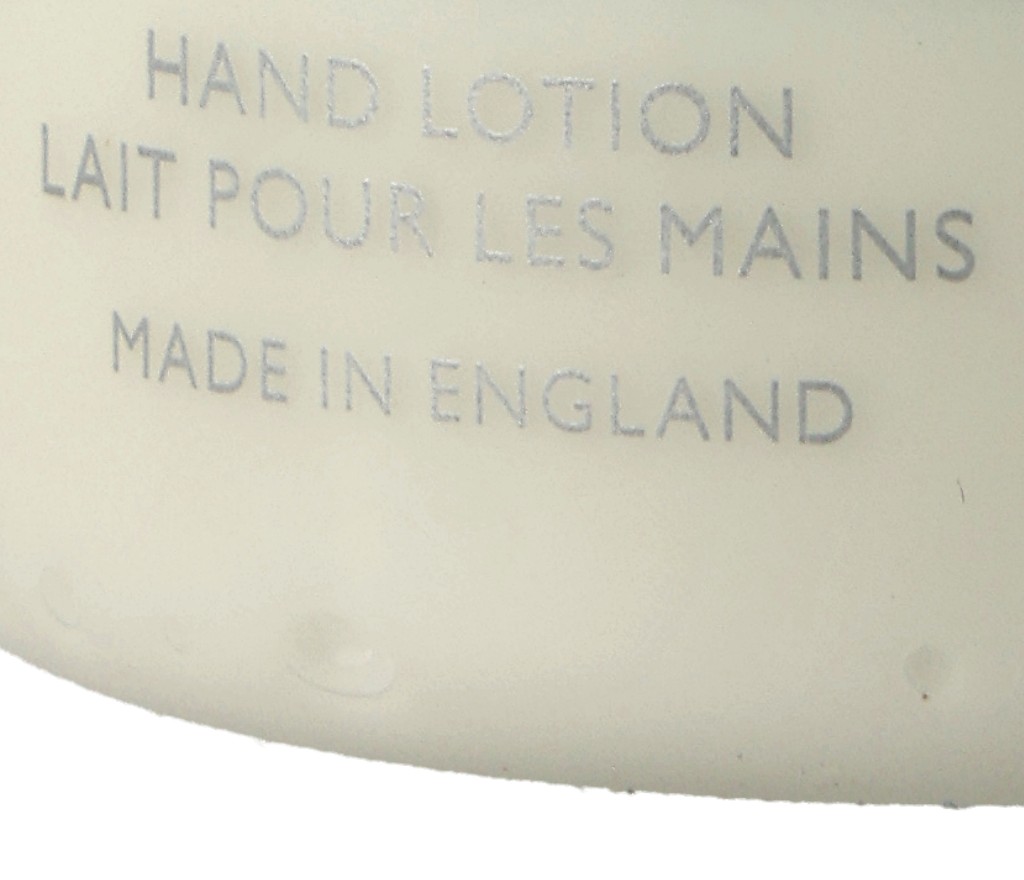 HAND LOTION
LAIT POUR LES MAINS
MADE IN ENGLAND